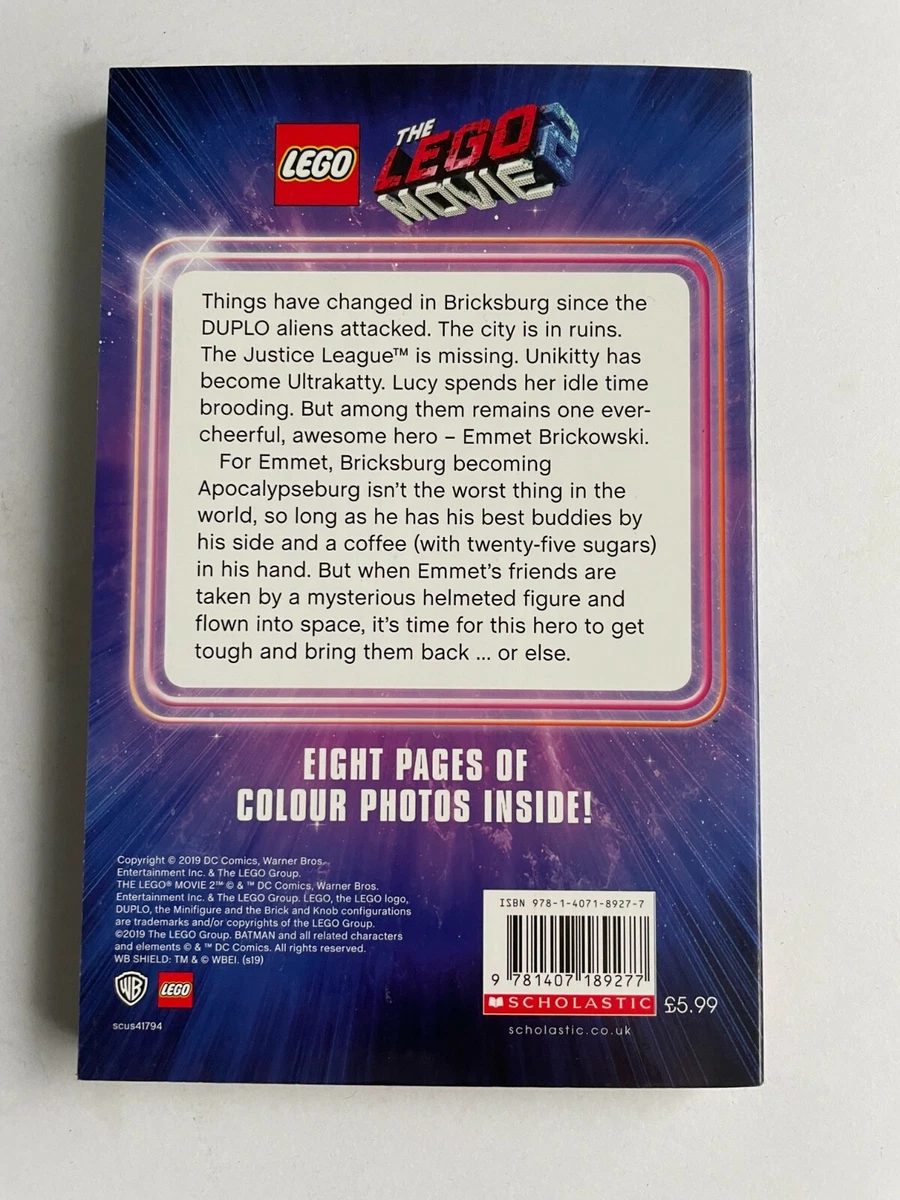 LEGO
THE
LEGO 2
MOVIE
Things have changed in Bricksburg since the
DUPLO aliens attacked. The city is in ruins.
The Justice League™ is missing. Unikitty has
become Ultrakatty. Lucy spends her idle time
brooding. But among them remains one ever-
cheerful, awesome hero – Emmet Brickowski.
For Emmet, Bricksburg becoming
Apocalypseburg isn't the worst thing in the
world, so long as he has his best buddies by
his side and a coffee (with twenty-five sugars)
in his hand. But when Emmet's friends are
taken by a mysterious helmeted figure and
flown into space, it's time for this hero to get
tough and bring them back ... or else.
EIGHT PAGES OF
COLOUR PHOTOS INSIDE!
Copyright © 2019 DC Comics, Warner Bros.
Entertainment Inc. & The LEGO Group.
THE LEGO® MOVIE 2™ © & ™ DC Comics, Warner Bros.
Entertainment Inc. & The LEGO Group. LEGO, the LEGO logo,
DUPLO, the Minifigure and the Brick and Knob configurations
are trademarks and/or copyrights of the LEGO Group.
©2019 The LEGO Group. BATMAN and all related characters
and elements © & ™ DC Comics. All rights reserved.
WB SHIELD: TM & © WBEI. (s19)
WB LEGO
scus41794
ISBN 978-1-4071-8927-7
9 781407 189277
SCHOLASTIC £5.99
scholastic.co.uk